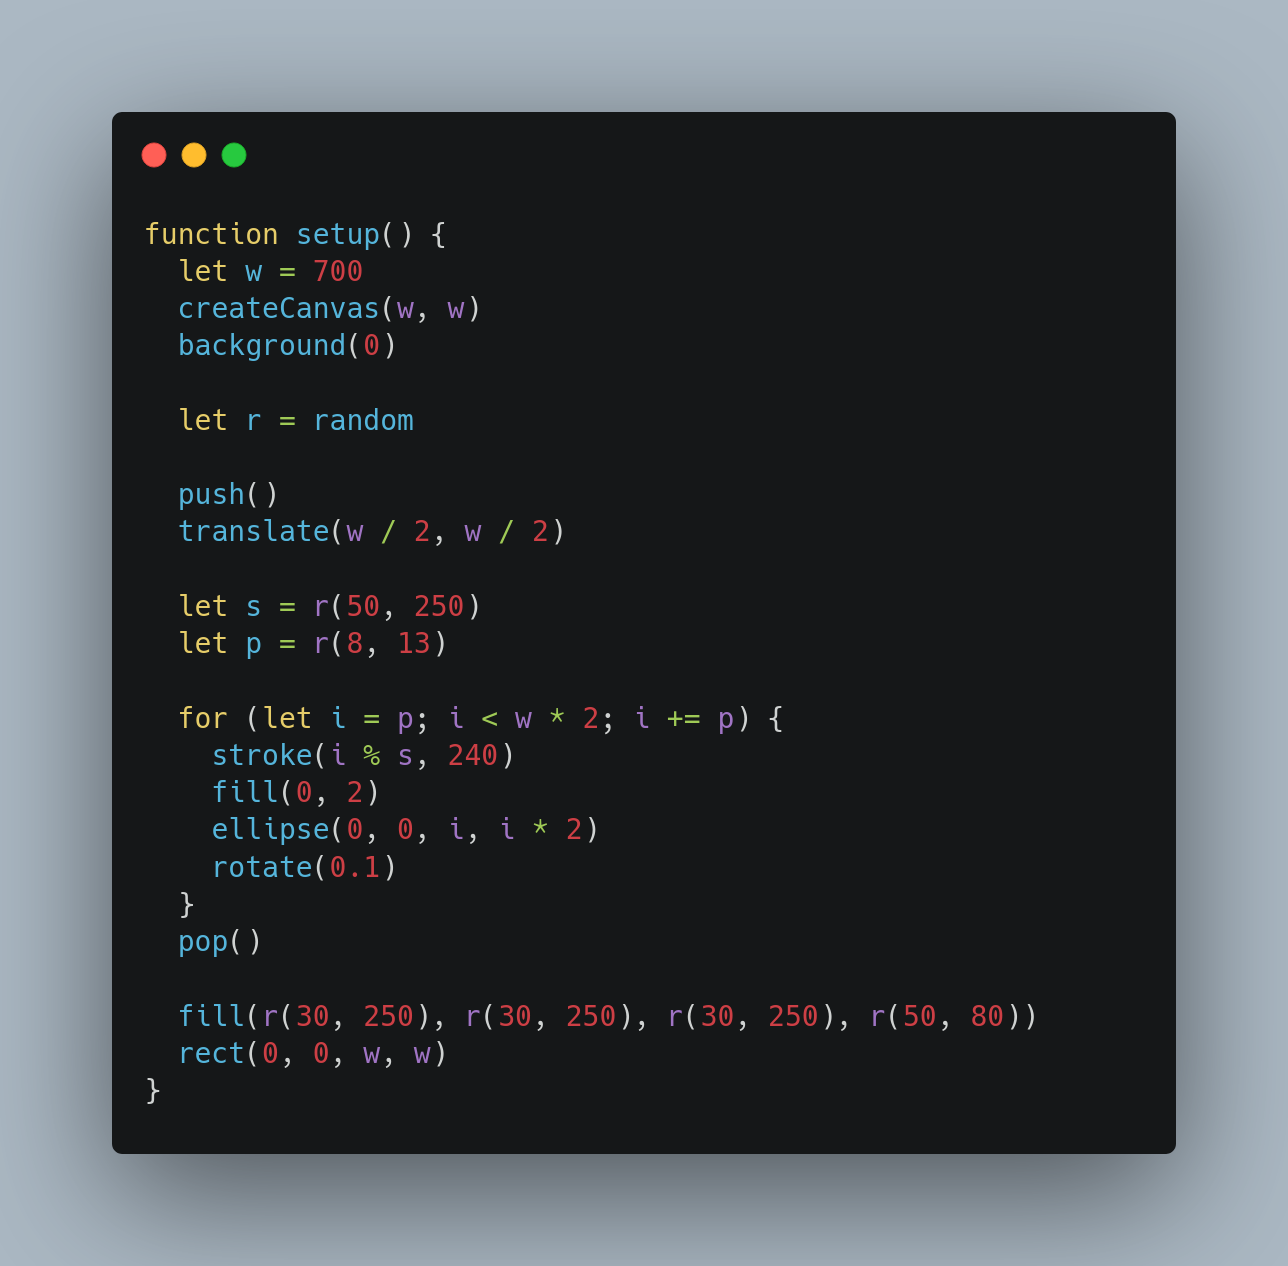 function setup() {
  let w = 700
  createCanvas(w, w)
  background(0)

  let r = random

  push()
  translate(w / 2, w / 2)

  let s = r(50, 250)
  let p = r(8, 13)

  for (let i = p; i < w * 2; i += p) {
    stroke(i % s, 240)
    fill(0, 2)
    ellipse(0, 0, i, i * 2)
    rotate(0.1)
  }
  pop()

  fill(r(30, 250), r(30, 250), r(30, 250), r(50, 80))
  rect(0, 0, w, w)
}